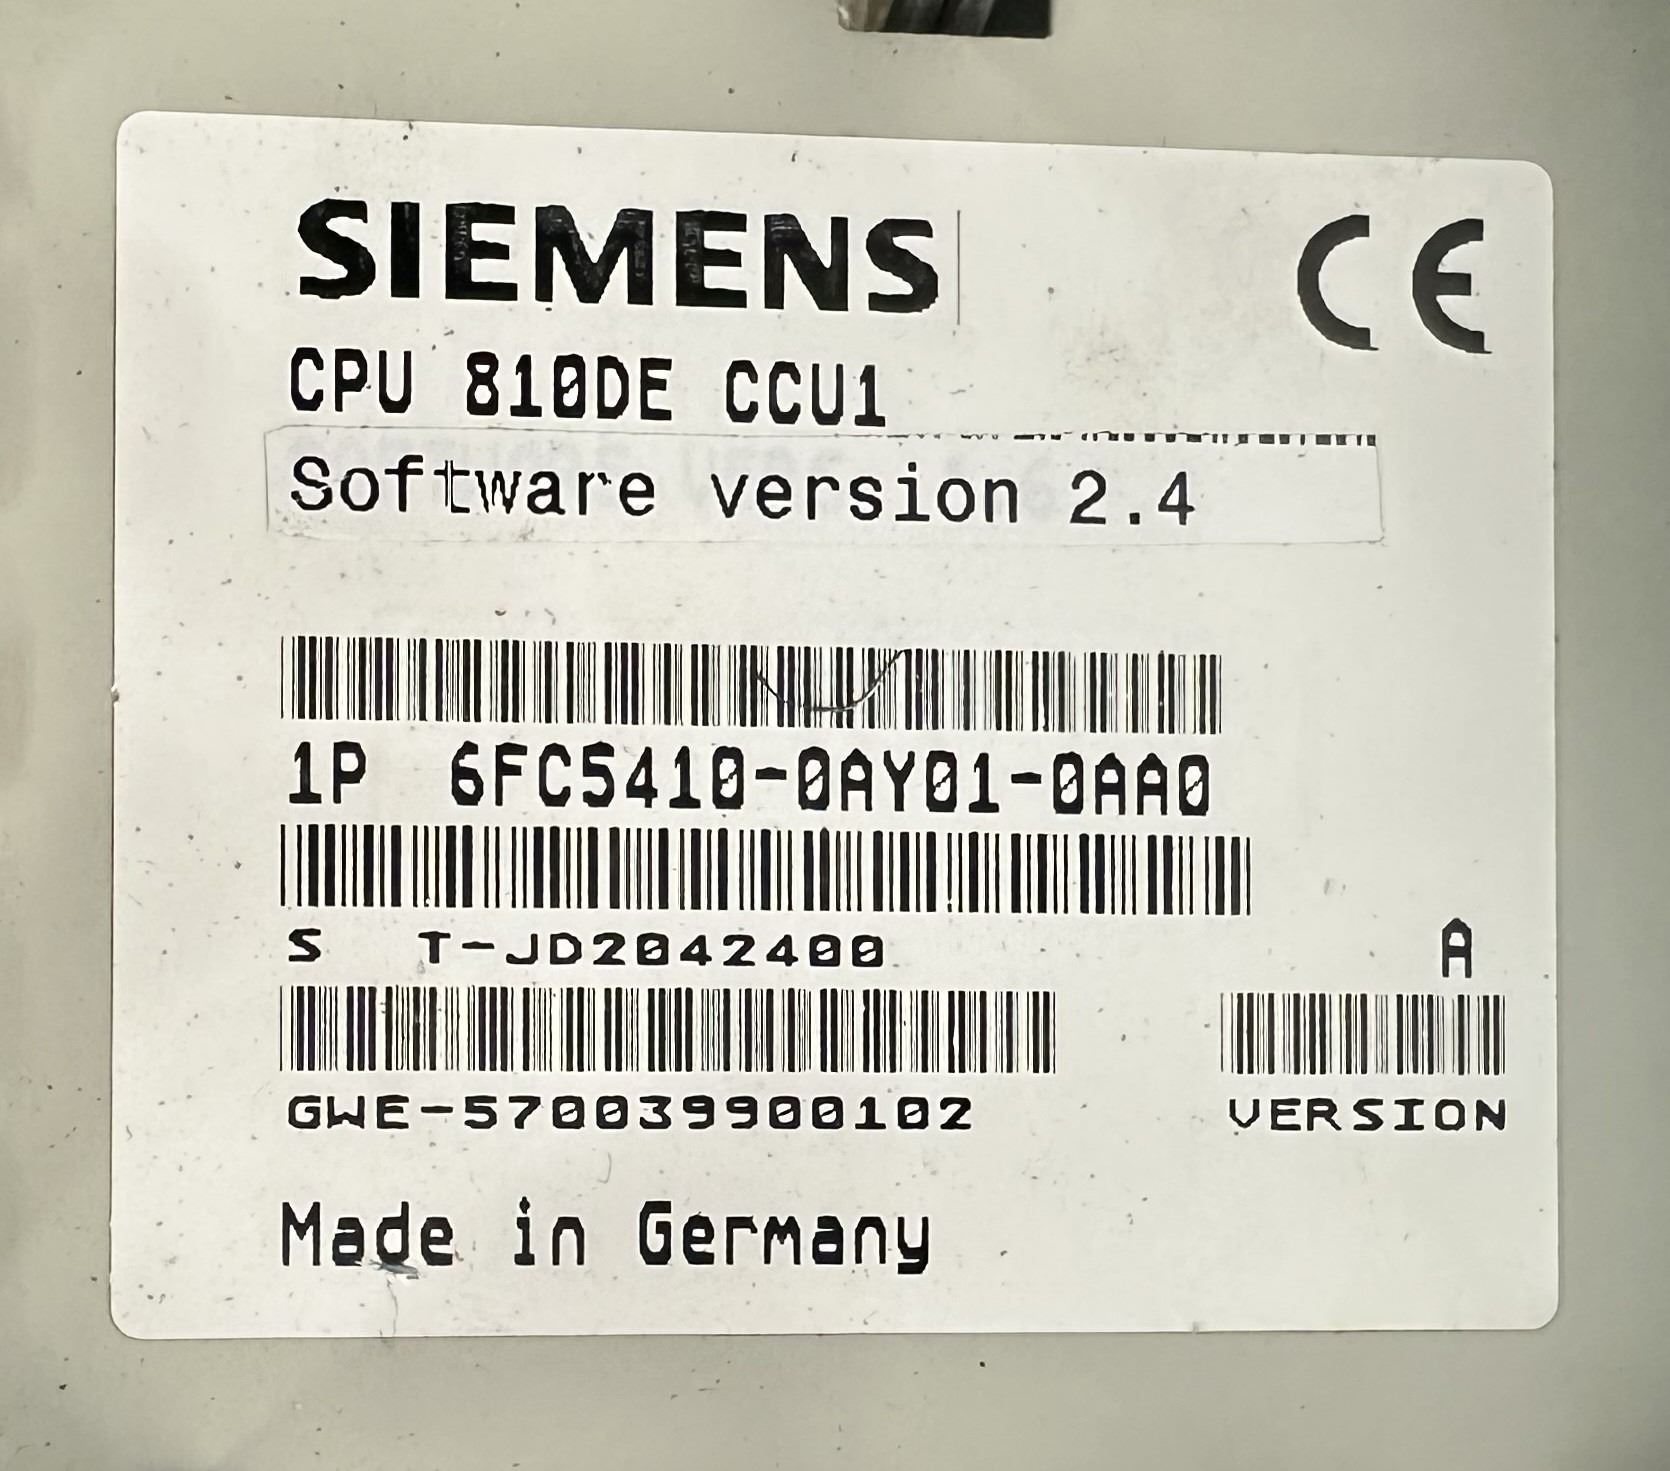 SIEMENS
CE
CPU 810DE CCU1
Software version 2.4
1P 6FC5410-0AY01-0AA0
S T-JD2042400
A
GWE-570039900102
VERSION
Made in Germany